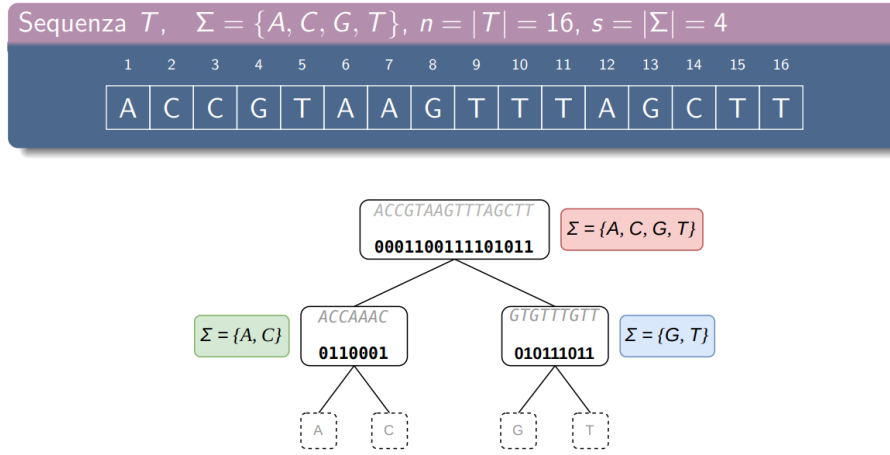 Sequenza T, Σ = {A, C, G, T}, n = |T| = 16, s = |Σ| = 4
1 2 3 4 5 6 7 8 9 10 11 12 13 14 15 16
A C C G T A A G T T T A G C T T
ACCGTAAGTTTAGCTT
0001100111101011
Σ = {A, C, G, T}
Σ = {A, C}
ACCAAAC
0110001
GTGTTTGTT
010111011
Σ = {G, T}
A C G T